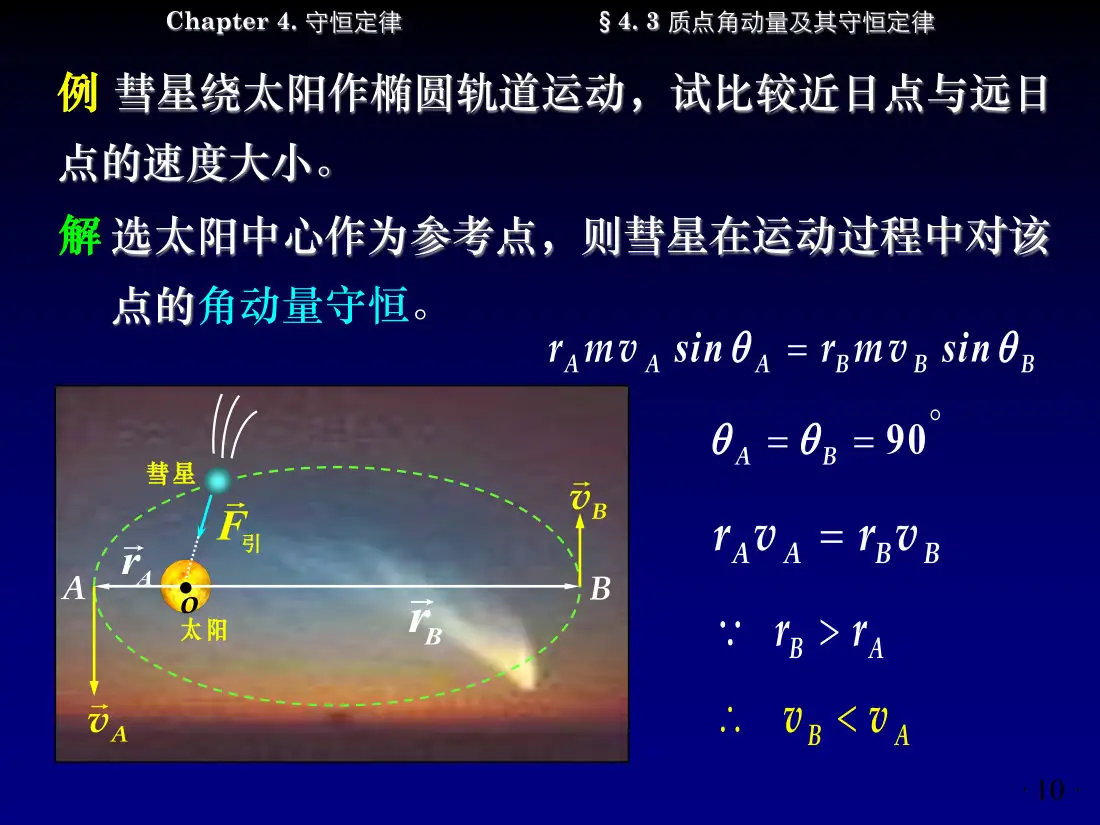 Chapter 4. 守恒定律 §4. 3 质点角动量及其守恒定律
例 彗星绕太阳作椭圆轨道运动，试比较近日点与远日
点的速度大小。
解 选太阳中心作为参考点，则彗星在运动过程中对该
点的角动量守恒。
r_A m v_A sin θ_A = r_B m v_B sin θ_B
θ_A = θ_B = 90°
r_A v_A = r_B v_B
∵ r_B > r_A
∴ v_B < v_A
彗星
F⃗引
v⃗_B
r⃗_A
A
B
O
太阳
r⃗_B
v⃗_A
·10·